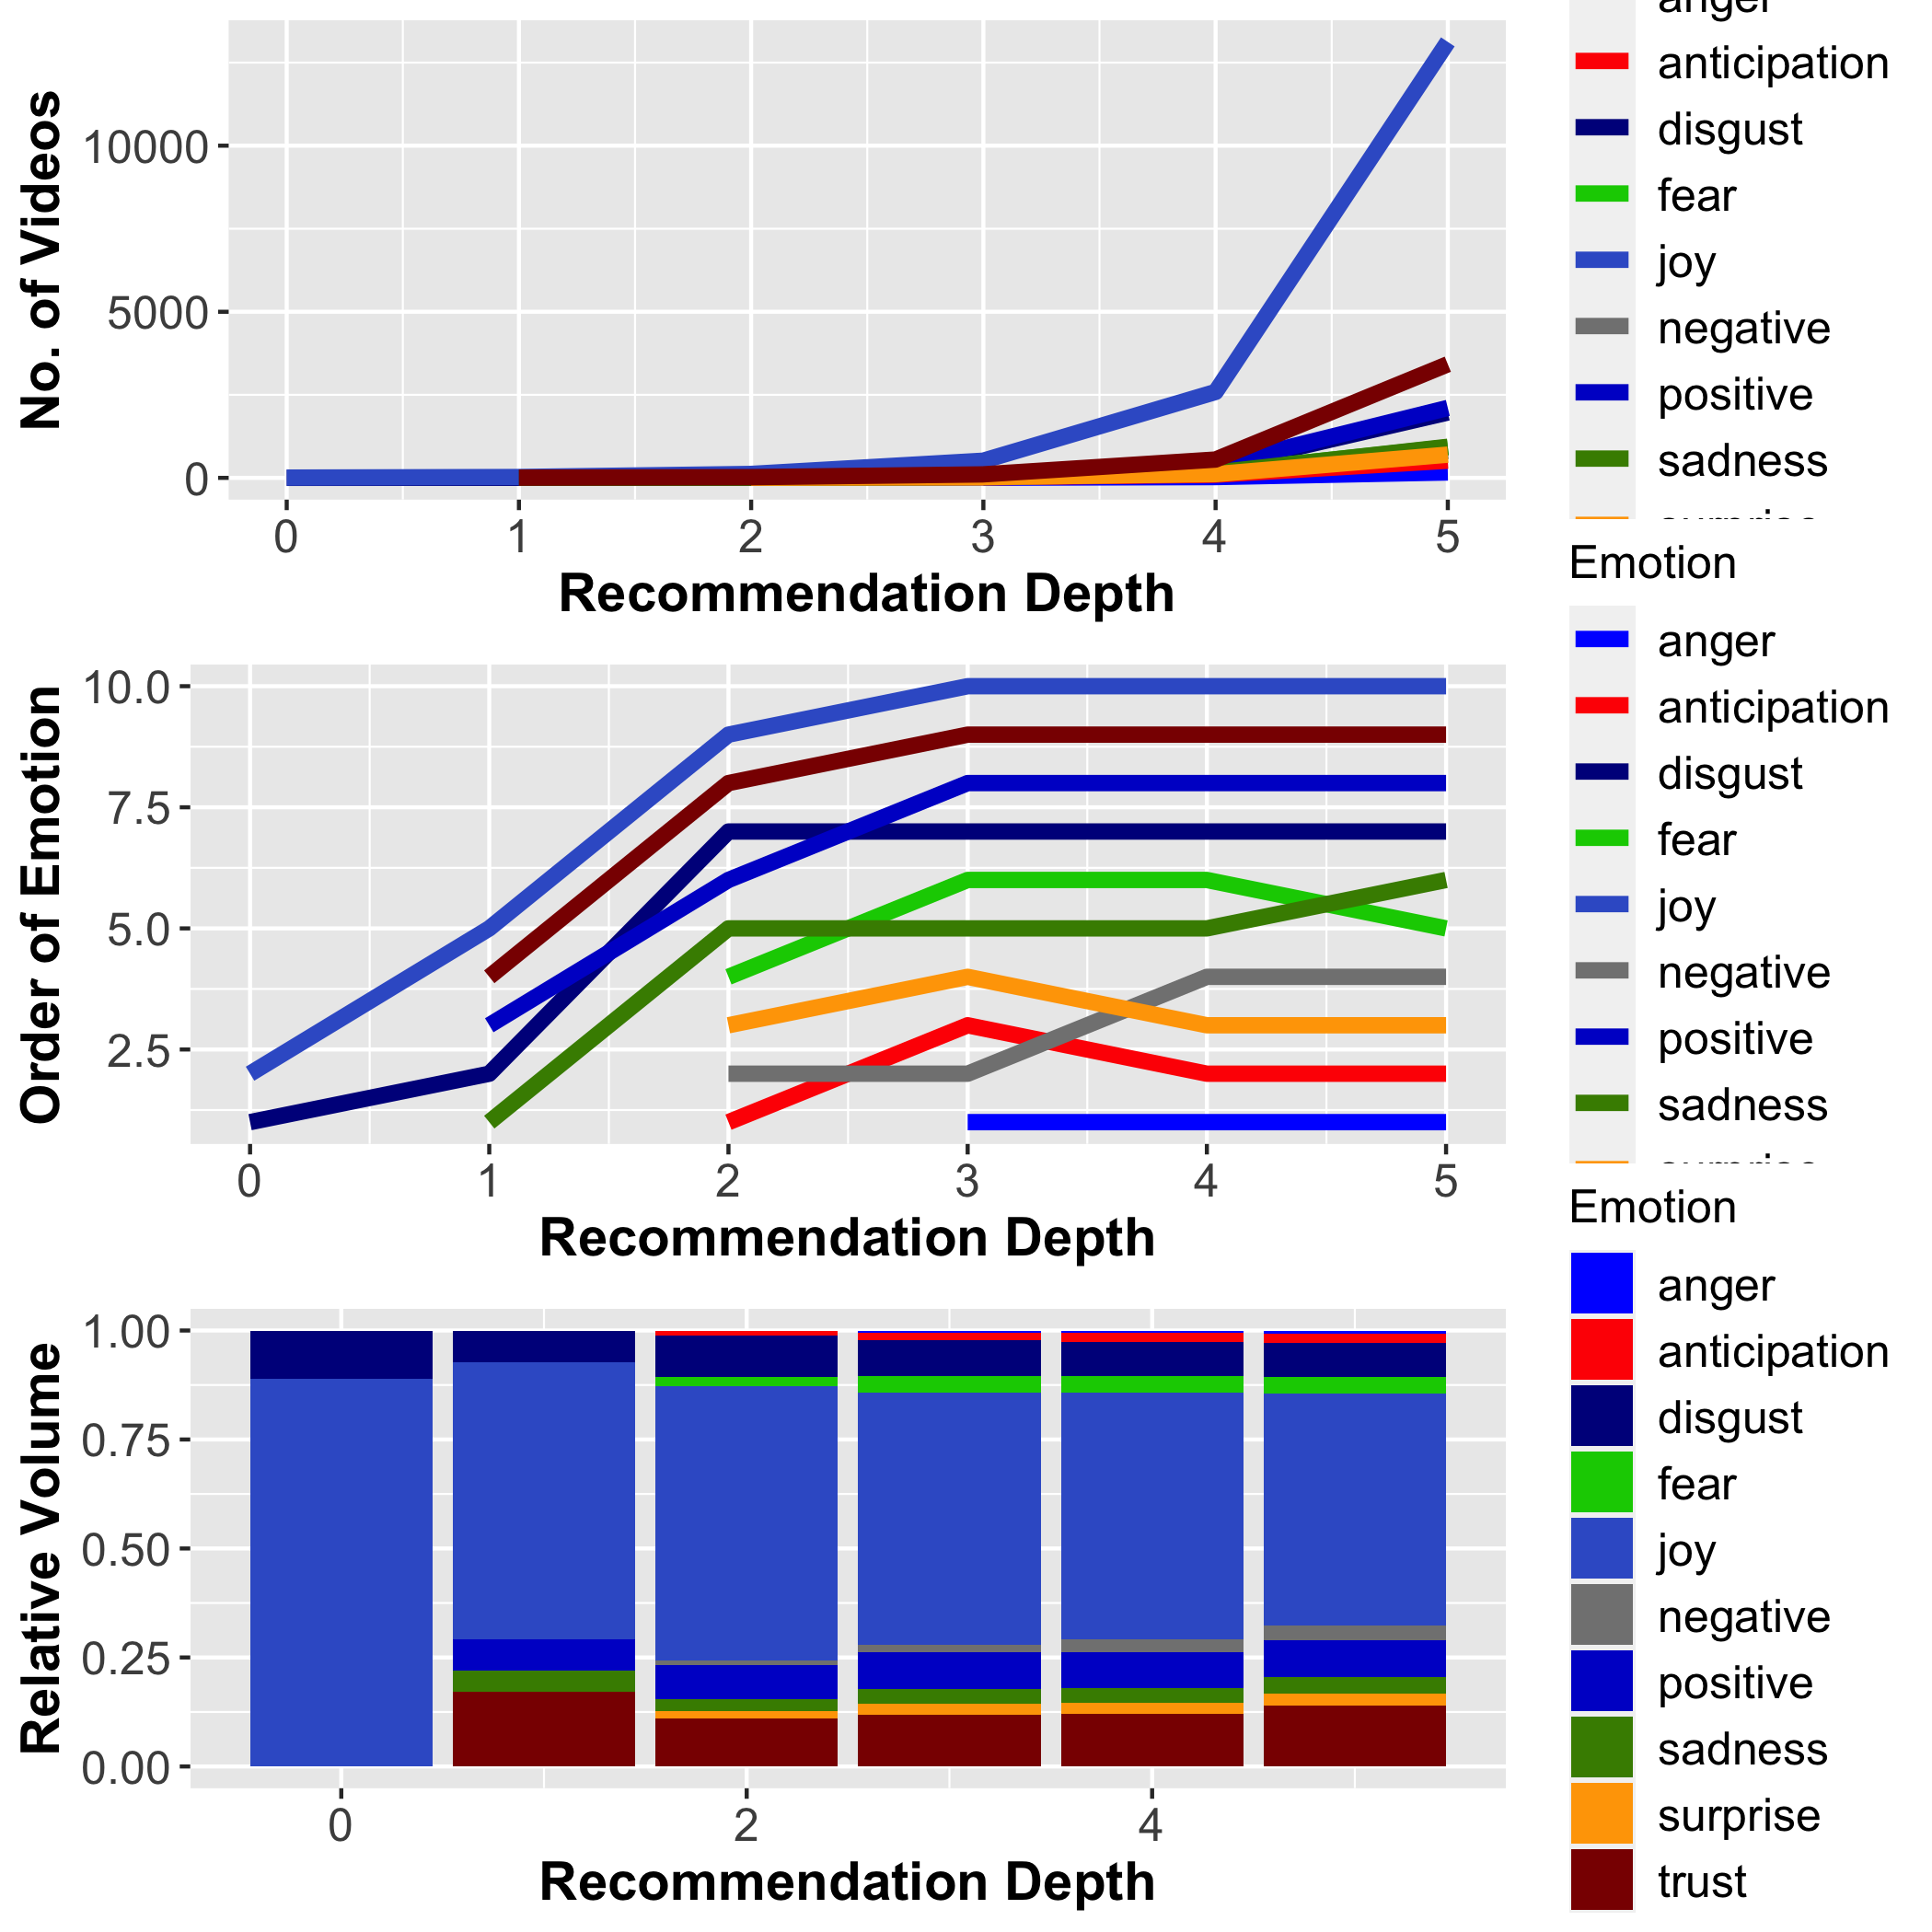 No. of Videos
10000
5000
0
0 1 2 3 4 5
Recommendation Depth
anger
anticipation
disgust
fear
joy
negative
positive
sadness
Order of Emotion
10.0
7.5
5.0
2.5
0 1 2 3 4 5
Recommendation Depth
Emotion
anger
anticipation
disgust
fear
joy
negative
positive
sadness
Relative Volume
1.00
0.75
0.50
0.25
0.00
0 2 4
Recommendation Depth
Emotion
anger
anticipation
disgust
fear
joy
negative
positive
sadness
surprise
trust